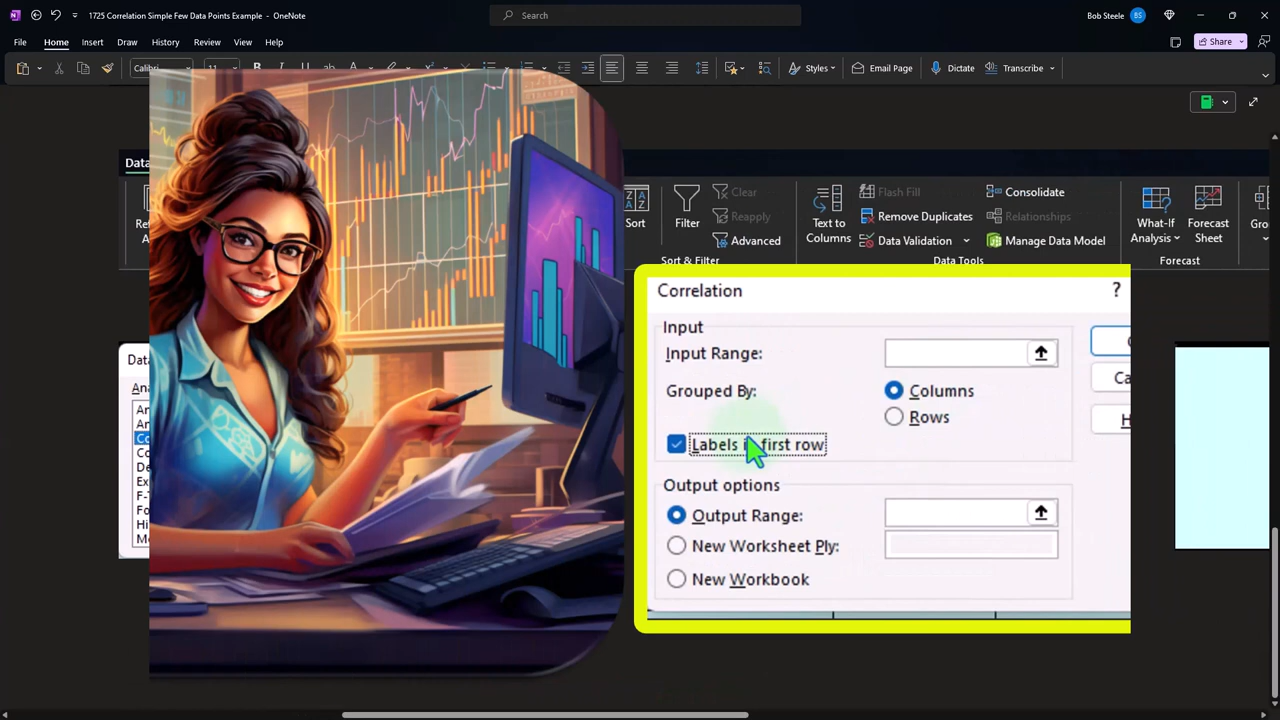 1725 Correlation Simple Few Data Points Example - OneNote
Search
Bob Steele BS
File Home Insert Draw History Review View Help
Share
Calibri 11
Styles Email Page Dictate Transcribe
Data
Sort
Filter
Clear
Reapply
Advanced
Sort & Filter
Text to
Columns
Flash Fill
Remove Duplicates
Data Validation
Consolidate
Relationships
Manage Data Model
Data Tools
What-If
Analysis
Forecast
Sheet
Forecast
Correlation ?
Input
Input Range:
Grouped By: Columns
Rows
Labels in first row
Output options
Output Range:
New Worksheet Ply:
New Workbook